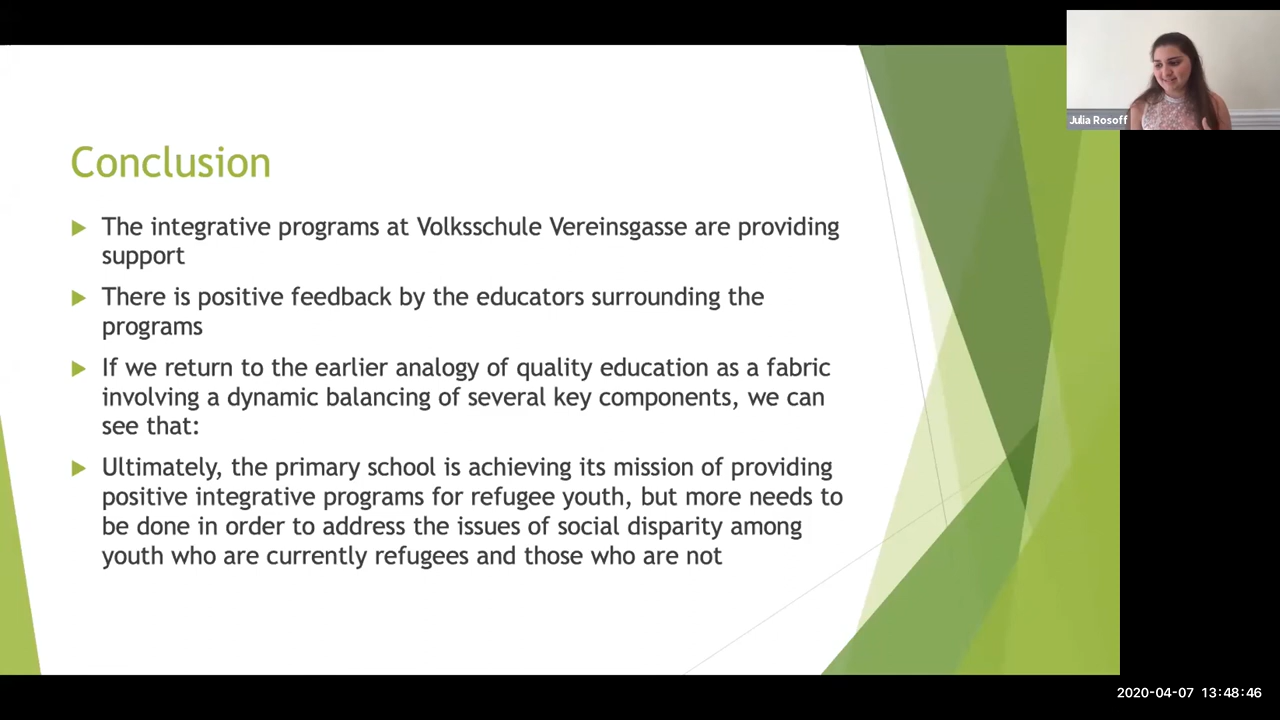 Julia Rosoff
Conclusion
The integrative programs at Volksschule Vereinsgasse are providing
support
There is positive feedback by the educators surrounding the
programs
If we return to the earlier analogy of quality education as a fabric
involving a dynamic balancing of several key components, we can
see that:
Ultimately, the primary school is achieving its mission of providing
positive integrative programs for refugee youth, but more needs to
be done in order to address the issues of social disparity among
youth who are currently refugees and those who are not
2020-04-07 13:48:46